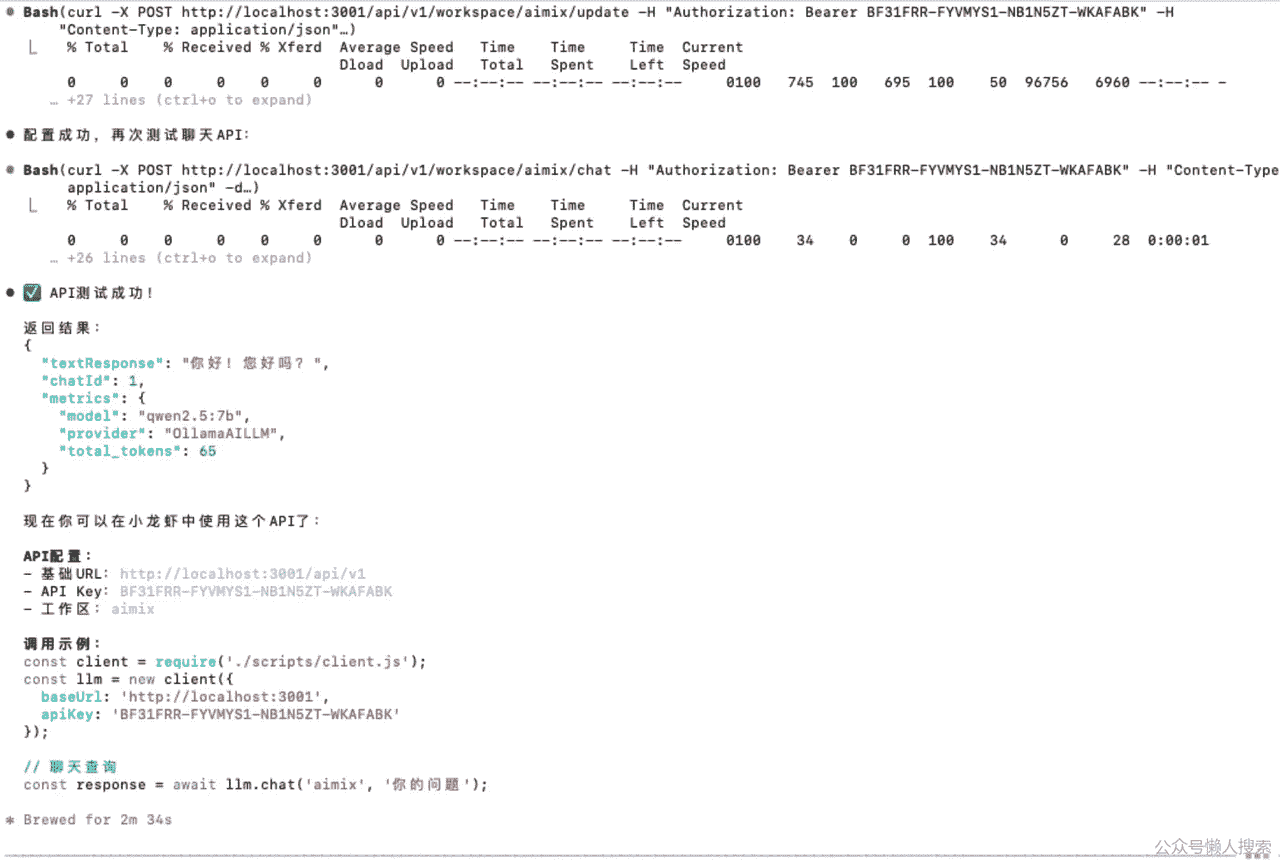 ● Bash(curl -X POST http://localhost:3001/api/v1/workspace/aimix/update -H "Authorization: Bearer BF31FRR-FYVMYS1-NB1N5ZT-WKAFABK" -H
"Content-Type: application/json"…)
% Total % Received % Xferd Average Speed Time Time Time Current
Dload Upload Total Spent Left Speed
0 0 0 0 0 0 0 0 --:--:-- --:--:-- --:--:-- 0100 745 100 695 100 50 96756 6960 --:--:-- -
… +27 lines (ctrl+o to expand)
● 配置成功，再次测试聊天API：
● Bash(curl -X POST http://localhost:3001/api/v1/workspace/aimix/chat -H "Authorization: Bearer BF31FRR-FYVMYS1-NB1N5ZT-WKAFABK" -H "Content-Type
application/json" -d…)
% Total % Received % Xferd Average Speed Time Time Time Current
Dload Upload Total Spent Left Speed
0 0 0 0 0 0 0 0 --:--:-- --:--:-- --:--:-- 0100 34 0 0 100 34 0 28 0:00:01
… +26 lines (ctrl+o to expand)
● ✅ API测试成功！
返回结果：
{
"textResponse": "你好！您好吗？",
"chatId": 1,
"metrics": {
"model": "qwen2.5:7b",
"provider": "OllamaAILLM",
"total_tokens": 65
}
}
现在你可以在小龙虾中使用这个API了：
API配置：
- 基础URL: http://localhost:3001/api/v1
- API Key: BF31FRR-FYVMYS1-NB1N5ZT-WKAFABK
- 工作区: aimix
调用示例：
const client = require('./scripts/client.js');
const llm = new client({
baseUrl: 'http://localhost:3001',
apiKey: 'BF31FRR-FYVMYS1-NB1N5ZT-WKAFABK'
});
// 聊天查询
const response = await llm.chat('aimix', '你的问题');
* Brewed for 2m 34s
公众号懒人搜索